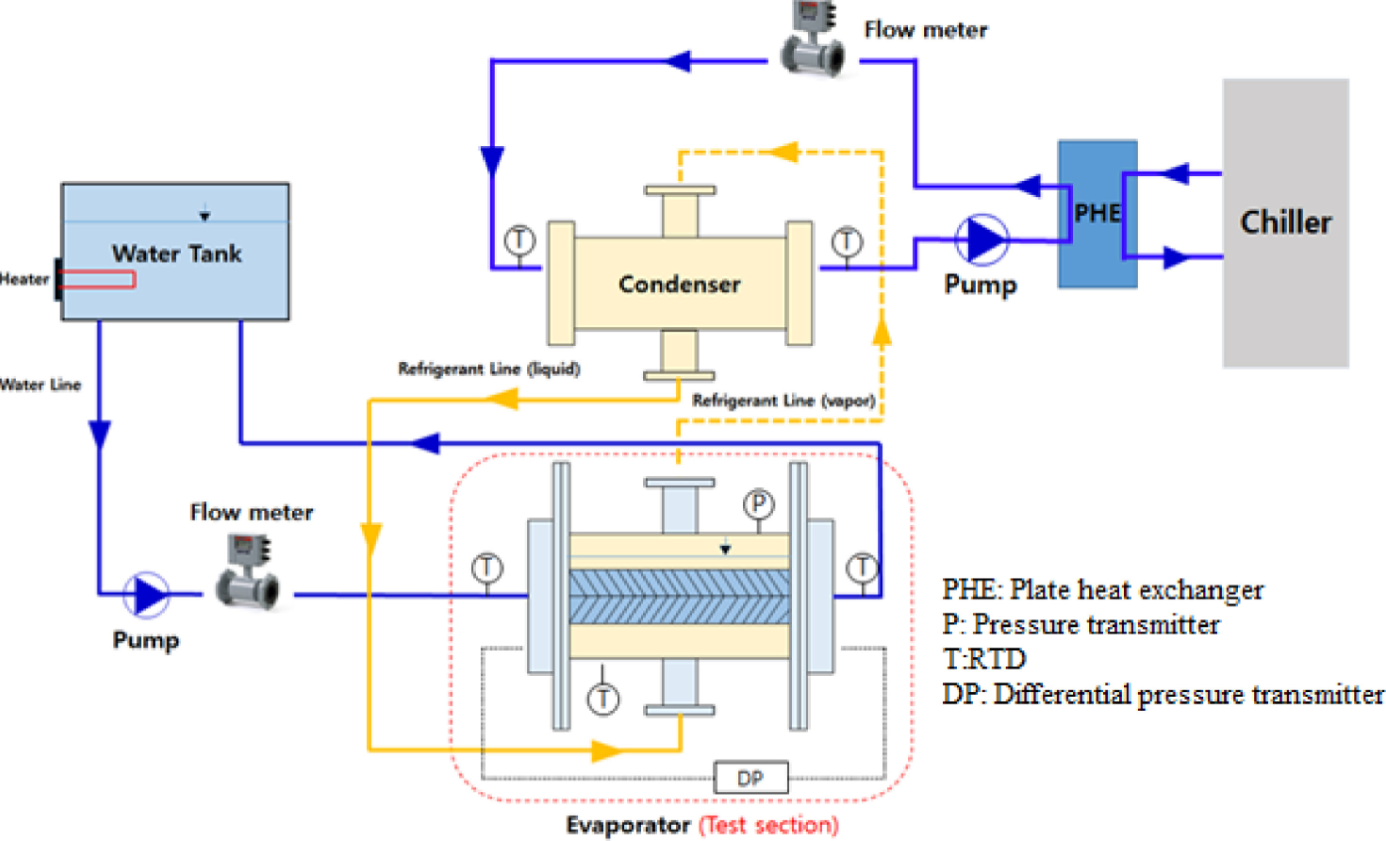 Flow meter
T
T
PHE
Chiller
Water Tank
Heater
Condenser
Pump
Refrigerant Line (liquid)
Water Line
Refrigerant Line (vapor)
Flow meter
P
T
T
PHE: Plate heat exchanger
P: Pressure transmitter
T:RTD
DP: Differential pressure transmitter
Pump
T
DP
Evaporator (Test section)